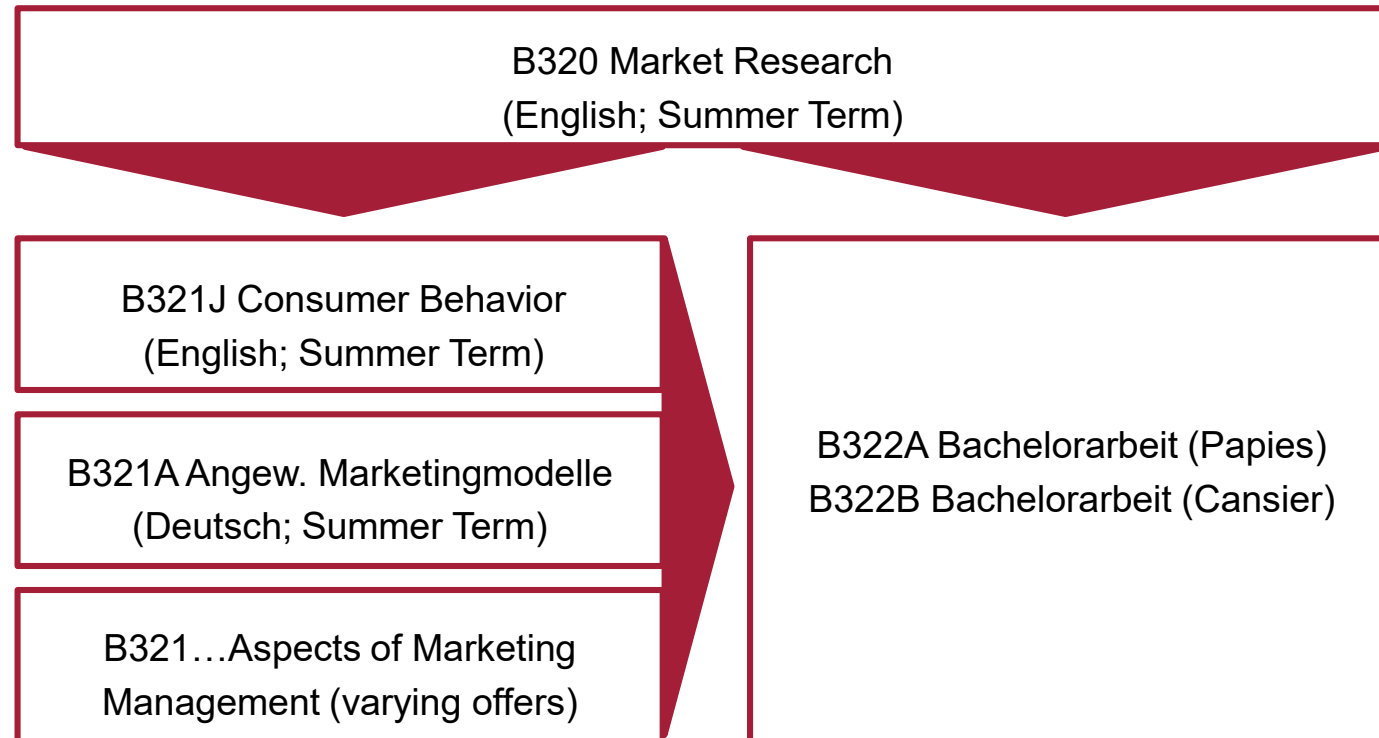 B320 Market Research
(English; Summer Term)
B321J Consumer Behavior
(English; Summer Term)
B321A Angew. Marketingmodelle
(Deutsch; Summer Term)
B321…Aspects of Marketing
Management (varying offers)
B322A Bachelorarbeit (Papies)
B322B Bachelorarbeit (Cansier)